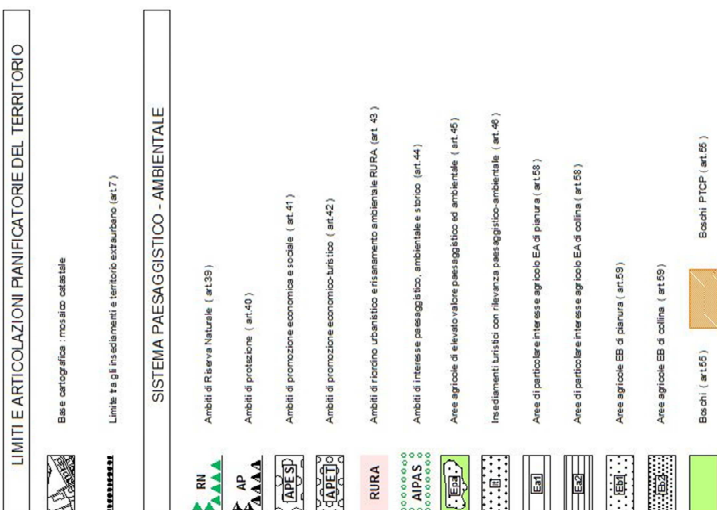 LIMITI E ARTICOLAZIONI PIANIFICATORIE DEL TERRITORIO
Base cartografica : mosaico catastale
Limite tra gli insediamenti e territorio extraurbano (art.7)
SISTEMA PAESAGGISTICO - AMBIENTALE
RN Ambiti di Riserva Naturale ( art.39)
AP Ambiti di protezione ( art.40)
APES Ambiti di promozione economica e sociale ( art.41)
APET Ambiti di promozione economico-turistico ( art.42)
RURA Ambiti di riordino urbanistico e risanamento ambientale RURA (art. 43)
AIPAS Ambiti di interesse paesaggistico, ambientale e storico (art.44)
Epa Aree agricole di elevato valore paesaggistico ed ambientale (art.45)
It Insediamenti turistici con rilevanza paesaggistico-ambientale (art.46)
Ea1 Aree di particolare interesse agricolo EA di pianura (art.58)
Ea2 Aree di particolare interesse agricolo EA di collina (art.58)
Eb1 Aree agricole EB di pianura (art.59)
Eb2 Aree agricole EB di collina (art.59)
Boschi (art.55) Boschi PTCP (art.55)